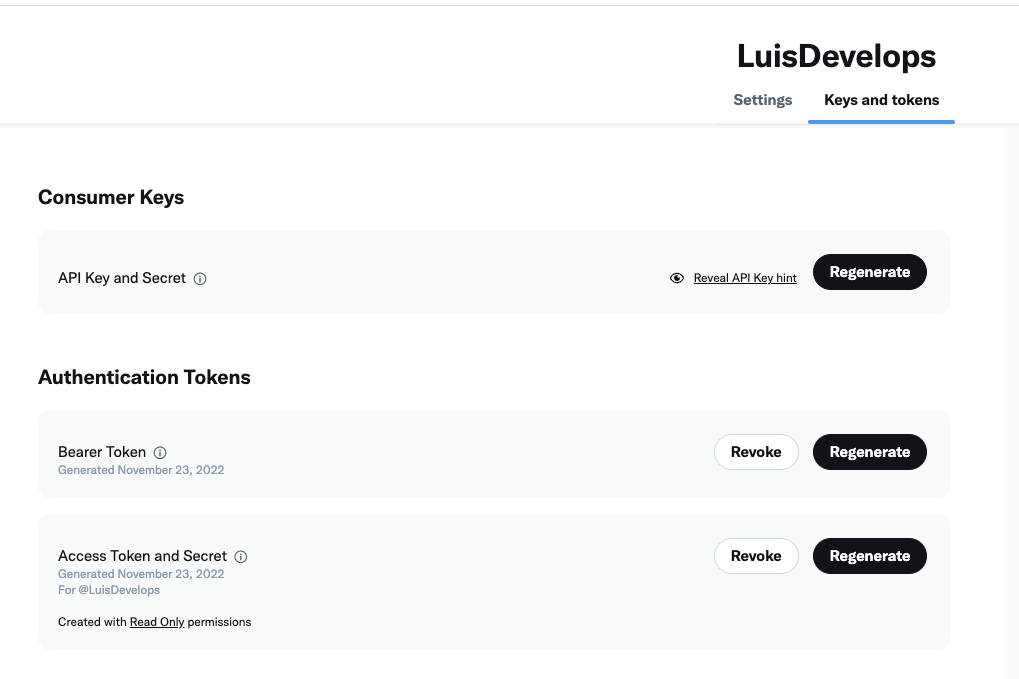 LuisDevelops
Settings
Keys and tokens
Consumer Keys
API Key and Secret
Reveal API Key hint
Regenerate
Authentication Tokens
Bearer Token
Generated November 23, 2022
Revoke
Regenerate
Access Token and Secret
Generated November 23, 2022
For @LuisDevelops
Created with Read Only permissions
Revoke
Regenerate